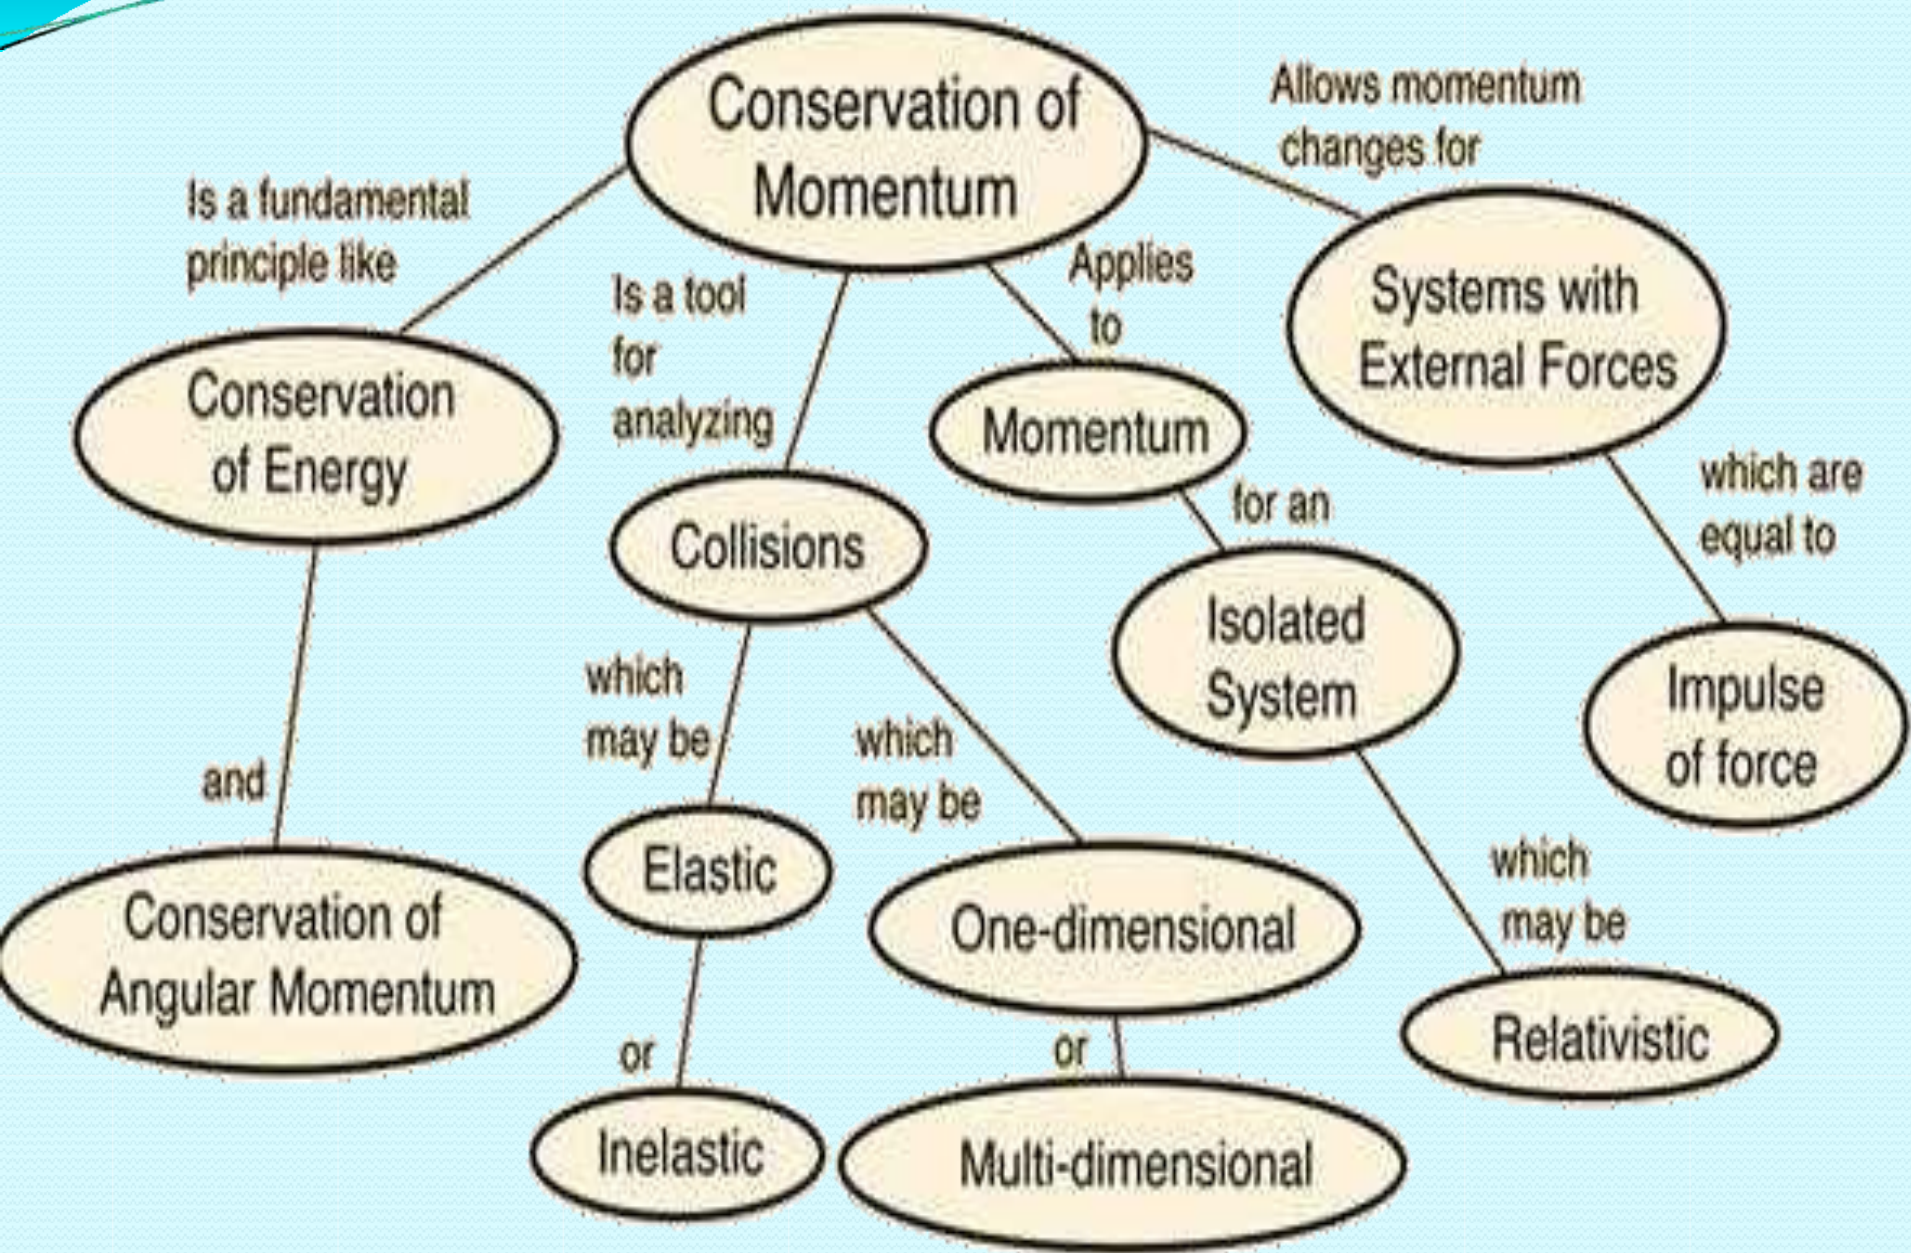 Conservation of
Momentum
Allows momentum
changes for
Is a fundamental
principle like
Is a tool
for
analyzing
Applies
to
Systems with
External Forces
Conservation
of Energy
Momentum
Collisions
for an
which are
equal to
Isolated
System
Impulse
of force
and
which
may be
which
may be
which
may be
Elastic
One-dimensional
Conservation of
Angular Momentum
Relativistic
or
or
Inelastic
Multi-dimensional